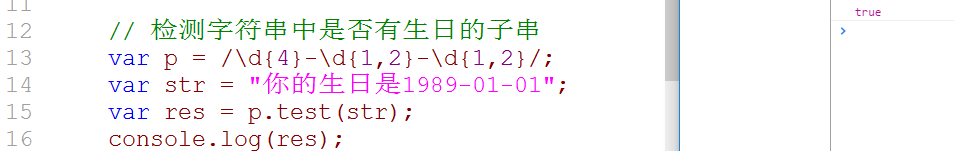 11
12 // 检测字符串中是否有生日的子串
13 var p = /\d{4}-\d{1,2}-\d{1,2}/;
14 var str = "你的生日是1989-01-01";
15 var res = p.test(str);
16 console.log(res);
true
>